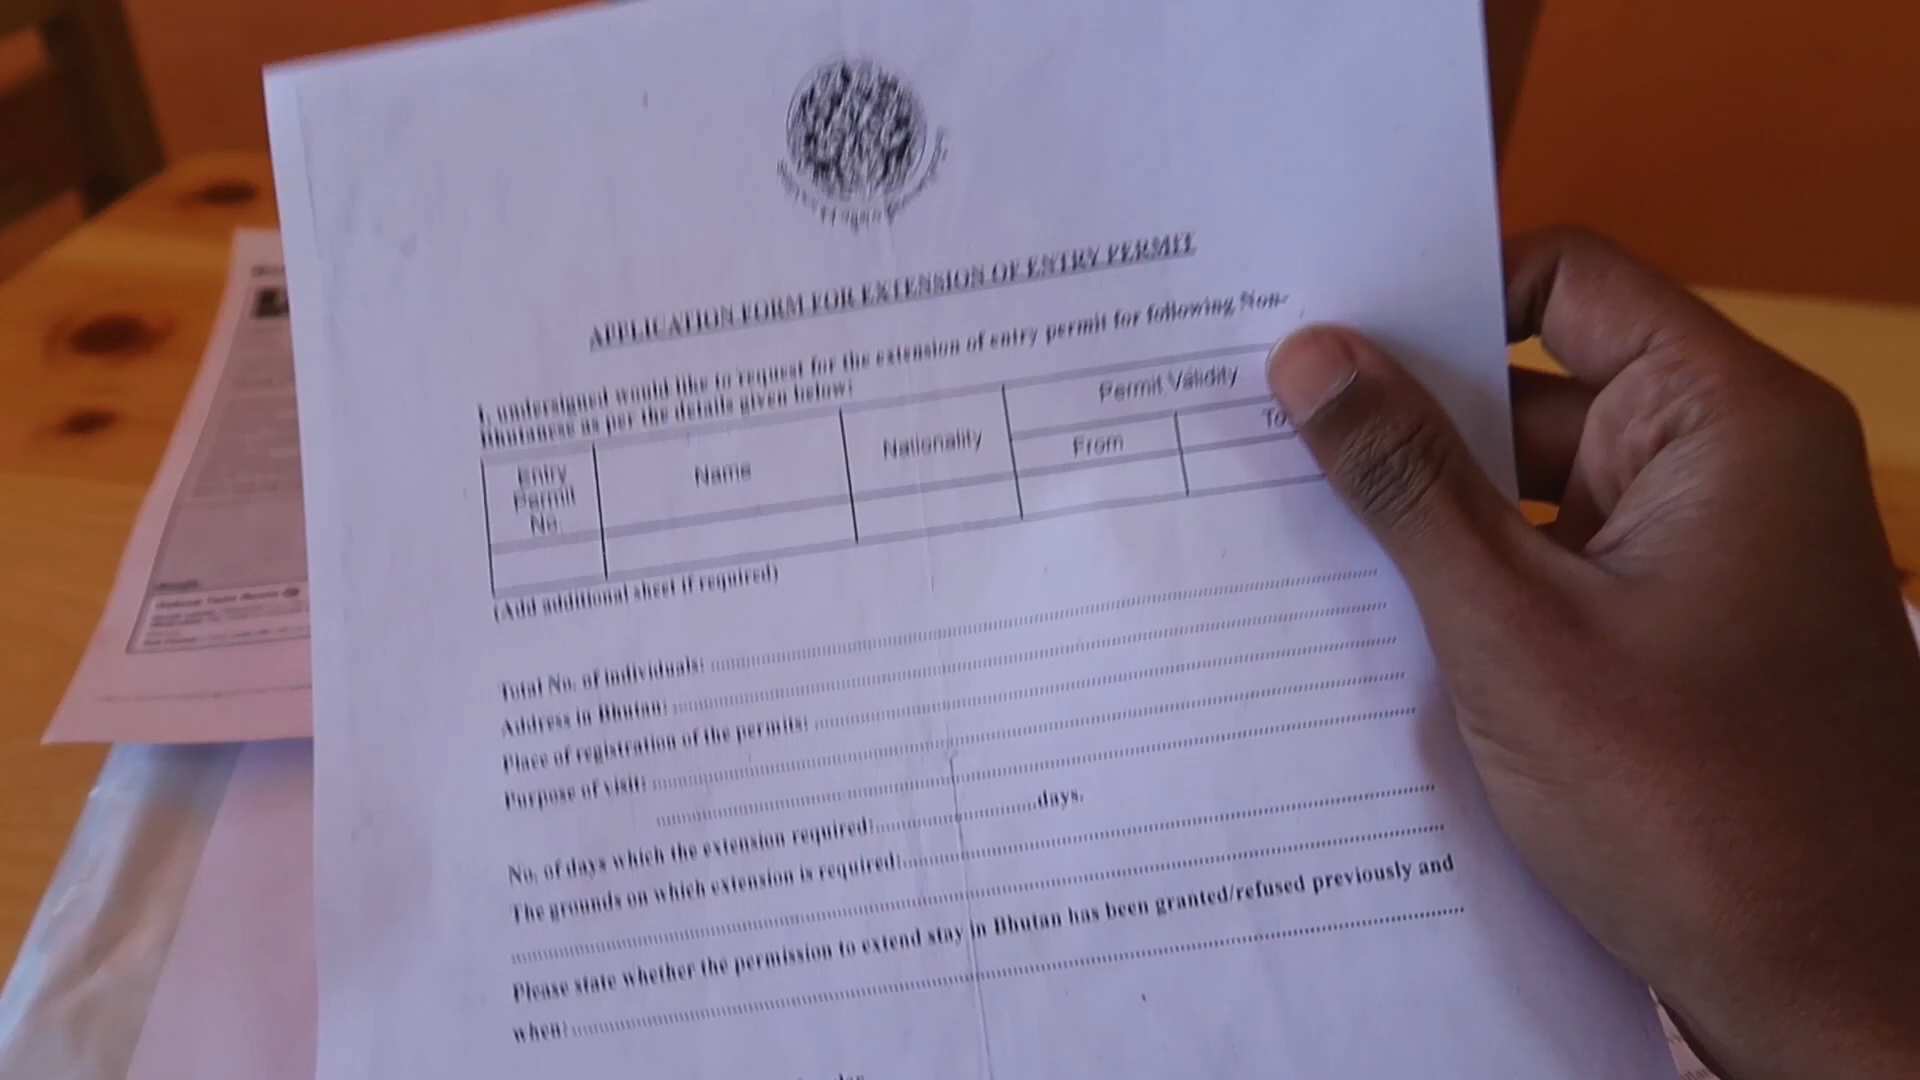 APPLICATION FORM FOR EXTENSION OF ENTRY PERMIT
I, undersigned would like to request for the extension of entry permit for following Non-
Bhutanese as per the details given below:
Entry Permit No.
Name
Nationality
Permit Validity
From
To
(Add additional sheet if required)
Total No. of individuals:
Address in Bhutan:
Place of registration of the permits:
Purpose of visit:
No. of days which the extension required: days.
The grounds on which extension is required:
Please state whether the permission to extend stay in Bhutan has been granted/refused previously and
when: